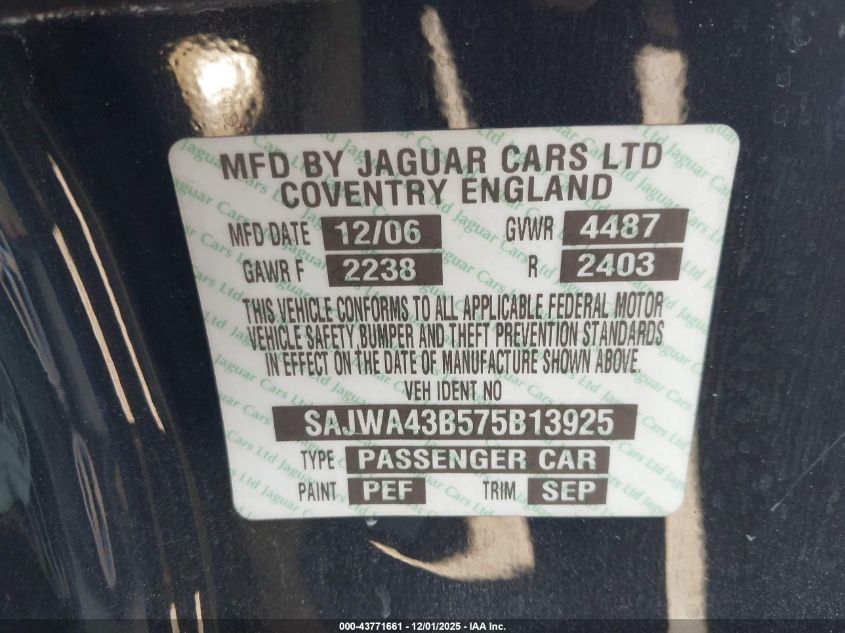 MFD BY JAGUAR CARS LTD
COVENTRY ENGLAND
MFD DATE 12/06 GVWR 4487
GAWR F 2238 R 2403
THIS VEHICLE CONFORMS TO ALL APPLICABLE FEDERAL MOTOR
VEHICLE SAFETY, BUMPER AND THEFT PREVENTION STANDARDS
IN EFFECT ON THE DATE OF MANUFACTURE SHOWN ABOVE.
VEH IDENT NO
SAJWA43B575B13925
TYPE PASSENGER CAR
PAINT PEF TRIM SEP
000-43771661 - 12/01/2025 - IAA Inc.